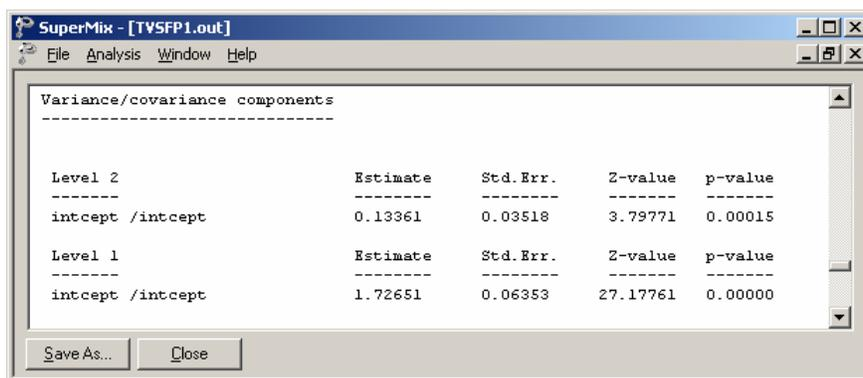 SuperMix - [TVSFP1.out]
File Analysis Window Help
Variance/covariance components
------------------------------
Level 2 Estimate Std.Err. Z-value p-value
------- -------- -------- ------- -------
intcept /intcept 0.13361 0.03518 3.79771 0.00015
Level 1 Estimate Std.Err. Z-value p-value
------- -------- -------- ------- -------
intcept /intcept 1.72651 0.06353 27.17761 0.00000
Save As... Close